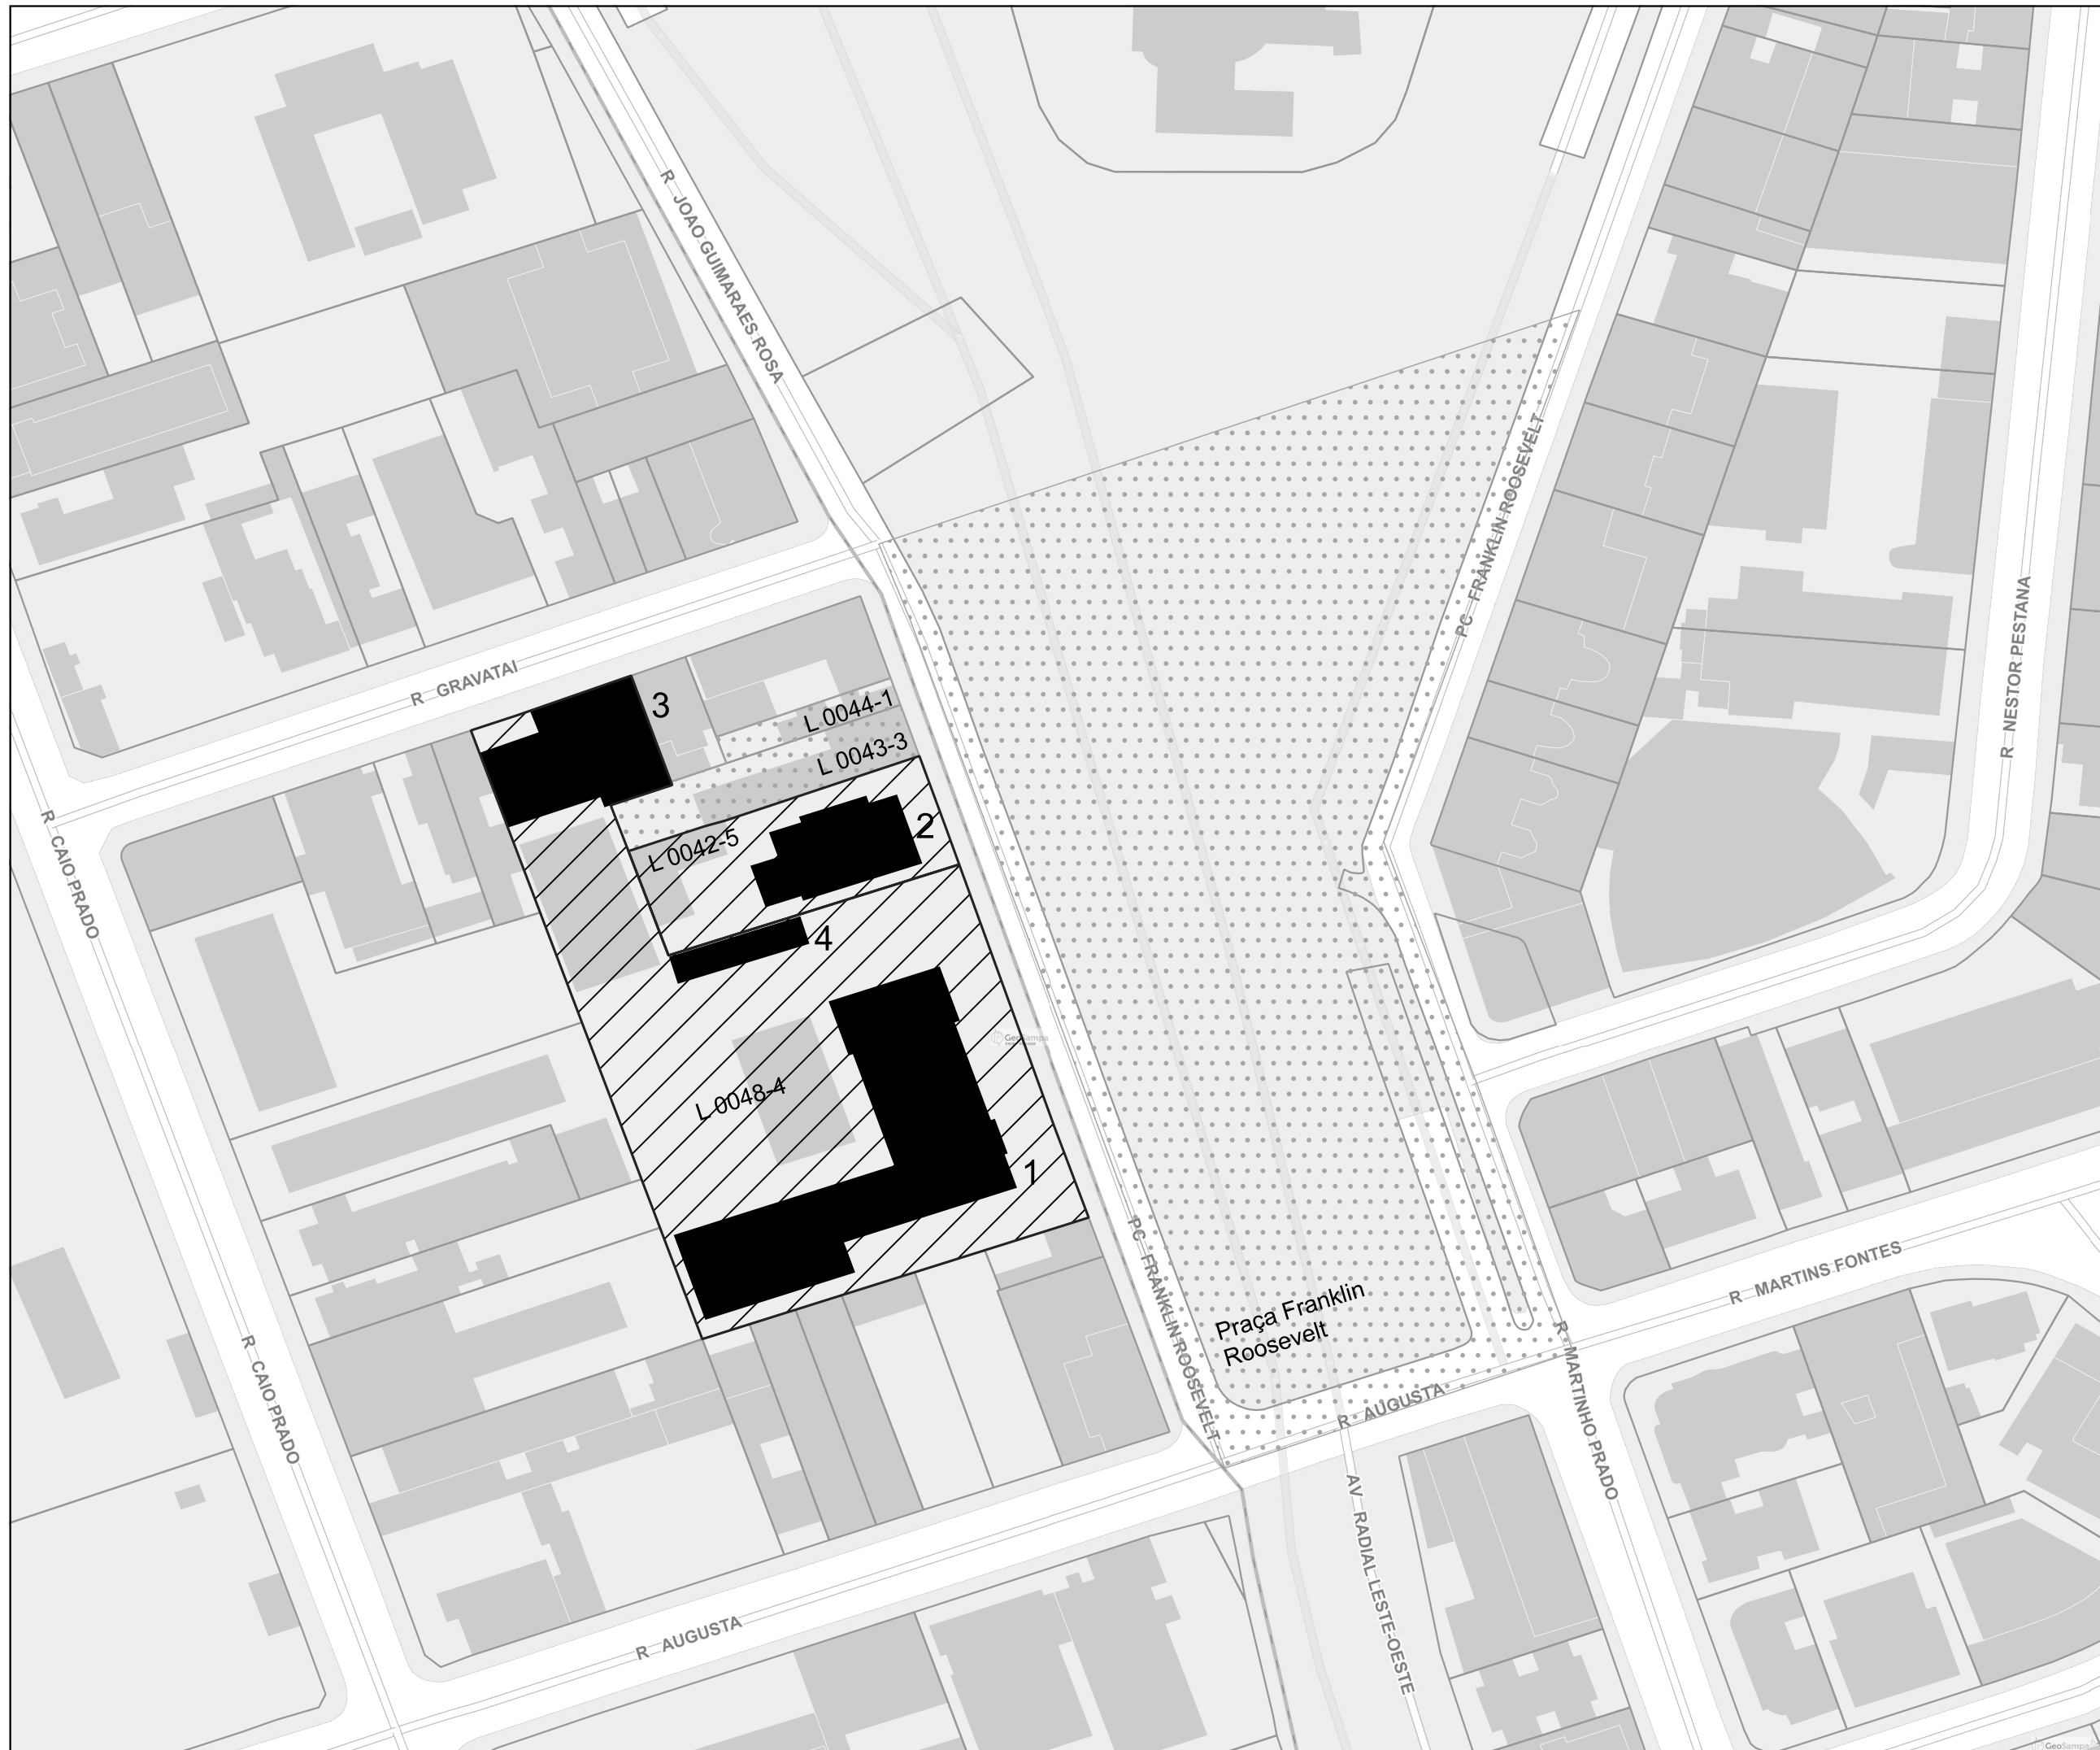 R JOAO GUIMARAES ROSA
PC FRANKLIN ROOSEVELT
R NESTOR PESTANA
R GRAVATAI
3
L 0044-1
L 0043-3
2
L 0042-5
R CAIO PRADO
4
GeoSampa
L 0048-4
1
PC FRANKLIN ROOSEVELT
R MARTINS FONTES
Praça Franklin
Roosevelt
R CAIO PRADO
R MARTINHO PRADO
R AUGUSTA
AV RADIAL LESTE-OESTE
R AUGUSTA
GeoSampa